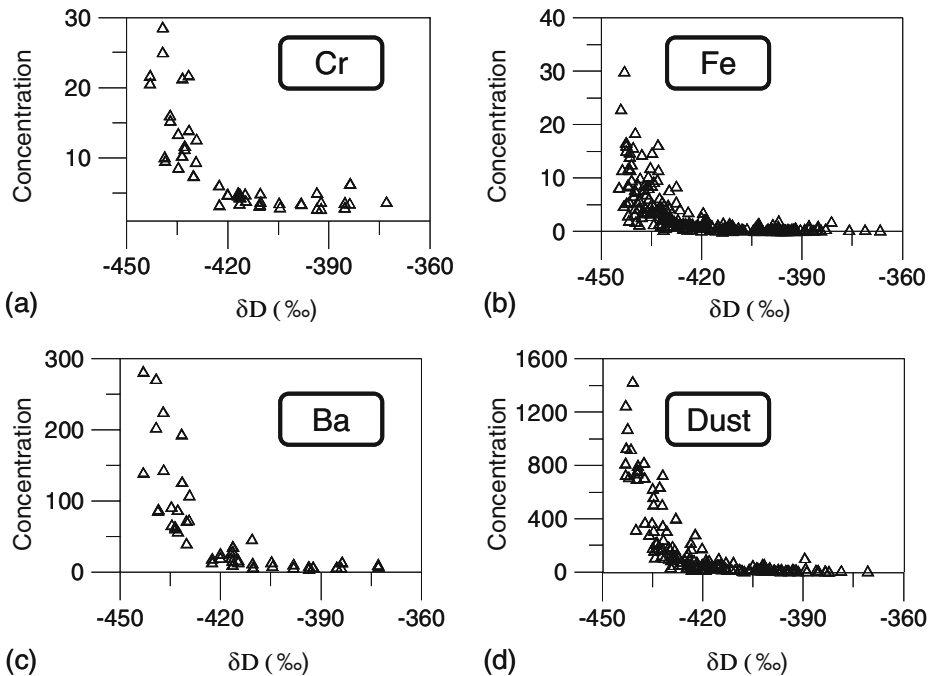 30
20
10
Concentration
Cr
-450
-420
-390
-360
δD (‰)
(a)
40
30
20
10
0
Concentration
Fe
-450
-420
-390
-360
δD (‰)
(b)
300
200
100
0
Concentration
Ba
-450
-420
-390
-360
δD (‰)
(c)
1600
1200
800
400
0
Concentration
Dust
-450
-420
-390
-360
δD (‰)
(d)